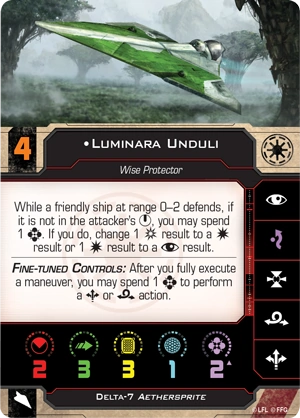 4
•Luminara Unduli
Wise Protector
While a friendly ship at range 0–2 defends, if
it is not in the attacker's , you may spend
1 . If you do, change 1 result to a
result or 1 result to a result.
Fine-tuned Controls: After you fully execute
a maneuver, you may spend 1 to perform
a or action.
2 3 3 1 2
Delta-7 Aethersprite
©LFL ©FFG